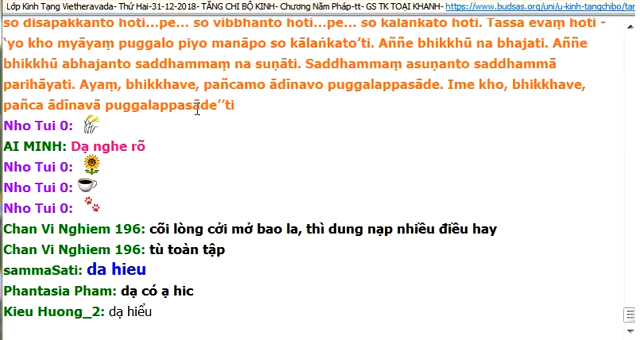 Lớp Kinh Tạng Vietheravada- Thứ Hai-31-12-2018- TĂNG CHI BỘ KINH- Chương Năm Pháp-tt- GS TK TOẠI KHANH- https://www.budsas.org/uni/u-kinh-tangchibo/tan
so disāpakkanto hoti…pe… so vibbhanto hoti…pe… so kālaṅkato hoti. Tassa evaṃ hoti -
‘yo kho myāyaṃ puggalo piyo manāpo so kālaṅkato’ti. Aññe bhikkhū na bhajati. Aññe
bhikkhū abhajanto saddhammaṃ na suṇāti. Saddhammaṃ asuṇanto saddhammā
parihāyati. Ayaṃ, bhikkhave, pañcamo ādīnavo puggalappasāde. Ime kho, bhikkhave,
pañca ādīnavā puggalappasāde’’ti
Nho Tui 0:
AI MINH: Dạ nghe rõ
Nho Tui 0:
Nho Tui 0:
Nho Tui 0:
Chan Vi Nghiem 196: cõi lòng cởi mở bao la, thì dung nạp nhiều điều hay
Chan Vi Nghiem 196: tù toàn tập
sammaSati: da hieu
Phantasia Pham: dạ có ạ hic
Kieu Huong_2: dạ hiểu